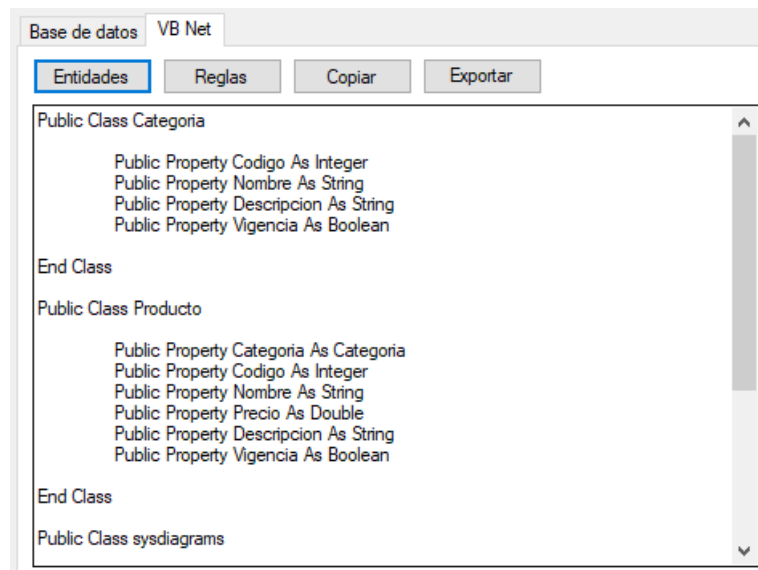 Base de datos VB Net
Entidades Reglas Copiar Exportar
Public Class Categoria
Public Property Codigo As Integer
Public Property Nombre As String
Public Property Descripcion As String
Public Property Vigencia As Boolean
End Class
Public Class Producto
Public Property Categoria As Categoria
Public Property Codigo As Integer
Public Property Nombre As String
Public Property Precio As Double
Public Property Descripcion As String
Public Property Vigencia As Boolean
End Class
Public Class sysdiagrams